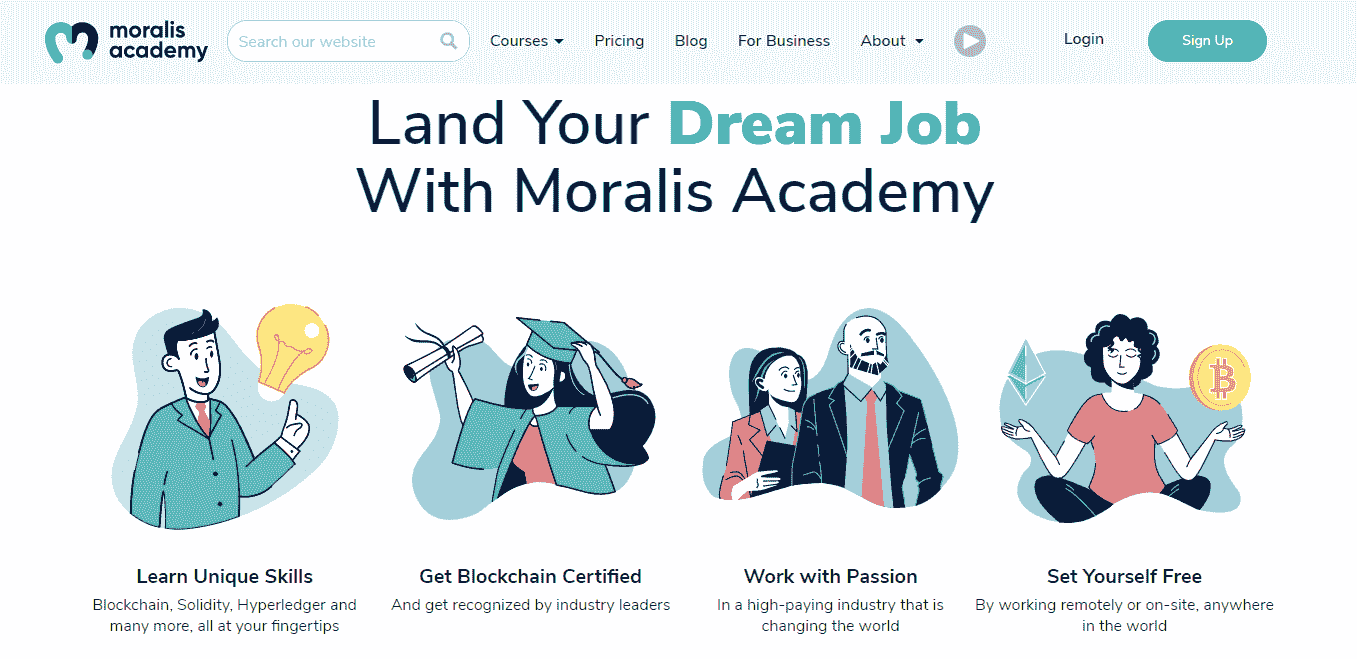 moralis
academy
Search our website
Courses
Pricing
Blog
For Business
About
Login
Sign Up
Land Your Dream Job
With Moralis Academy
Learn Unique Skills
Blockchain, Solidity, Hyperledger and
many more, all at your fingertips
Get Blockchain Certified
And get recognized by industry leaders
Work with Passion
In a high-paying industry that is
changing the world
Set Yourself Free
By working remotely or on-site, anywhere
in the world